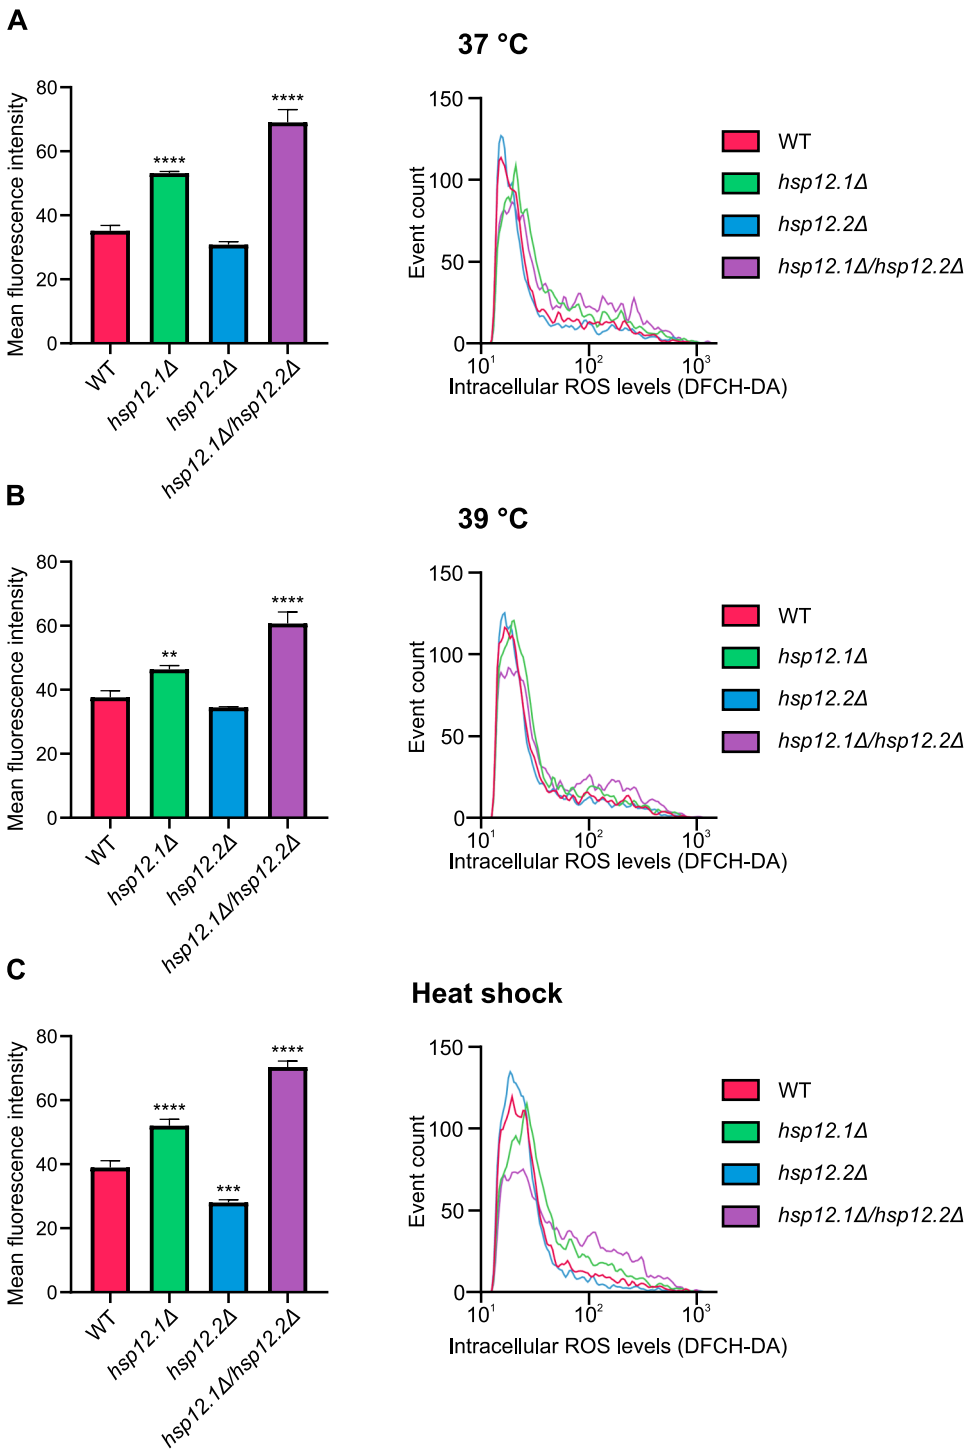 A
37 °C
Mean fluorescence intensity
80
60
40
20
0
****
****
WT
hsp12.1Δ
hsp12.2Δ
hsp12.1Δ/hsp12.2Δ
Event count
150
100
50
0
10¹
10²
10³
Intracellular ROS levels (DFCH-DA)
WT
hsp12.1Δ
hsp12.2Δ
hsp12.1Δ/hsp12.2Δ
B
39 °C
Mean fluorescence intensity
80
60
40
20
0
**
****
WT
hsp12.1Δ
hsp12.2Δ
hsp12.1Δ/hsp12.2Δ
Event count
150
100
50
0
10¹
10²
10³
Intracellular ROS levels (DFCH-DA)
WT
hsp12.1Δ
hsp12.2Δ
hsp12.1Δ/hsp12.2Δ
C
Heat shock
Mean fluorescence intensity
80
60
40
20
0
****
***
****
WT
hsp12.1Δ
hsp12.2Δ
hsp12.1Δ/hsp12.2Δ
Event count
150
100
50
0
10¹
10²
10³
Intracellular ROS levels (DFCH-DA)
WT
hsp12.1Δ
hsp12.2Δ
hsp12.1Δ/hsp12.2Δ